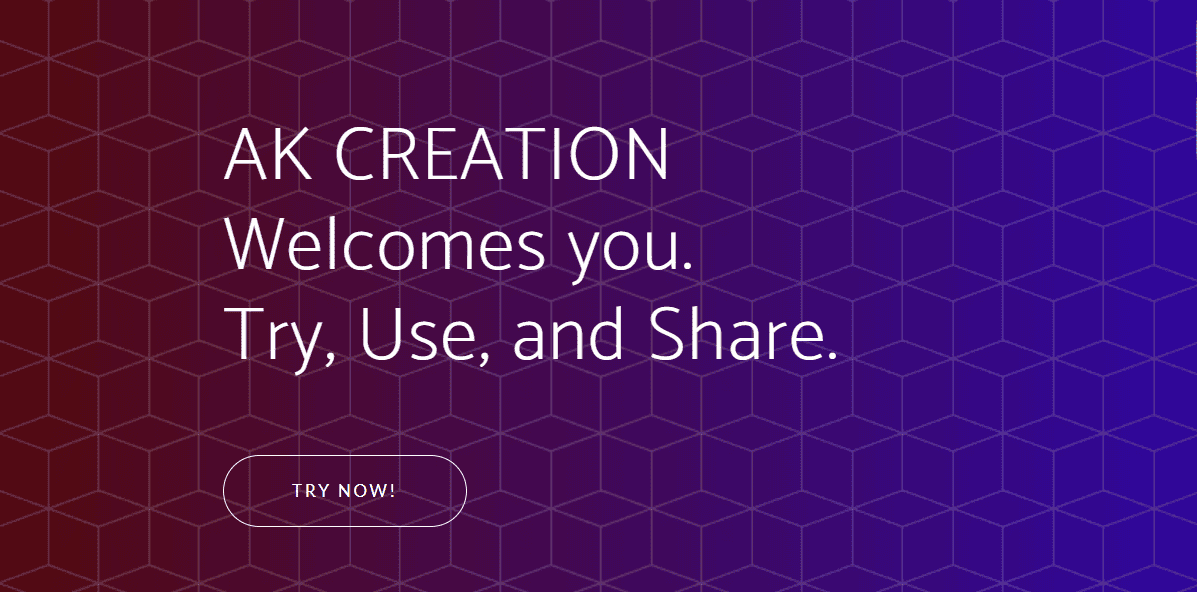 AK CREATION
Welcomes you.
Try, Use, and Share.
TRY NOW!